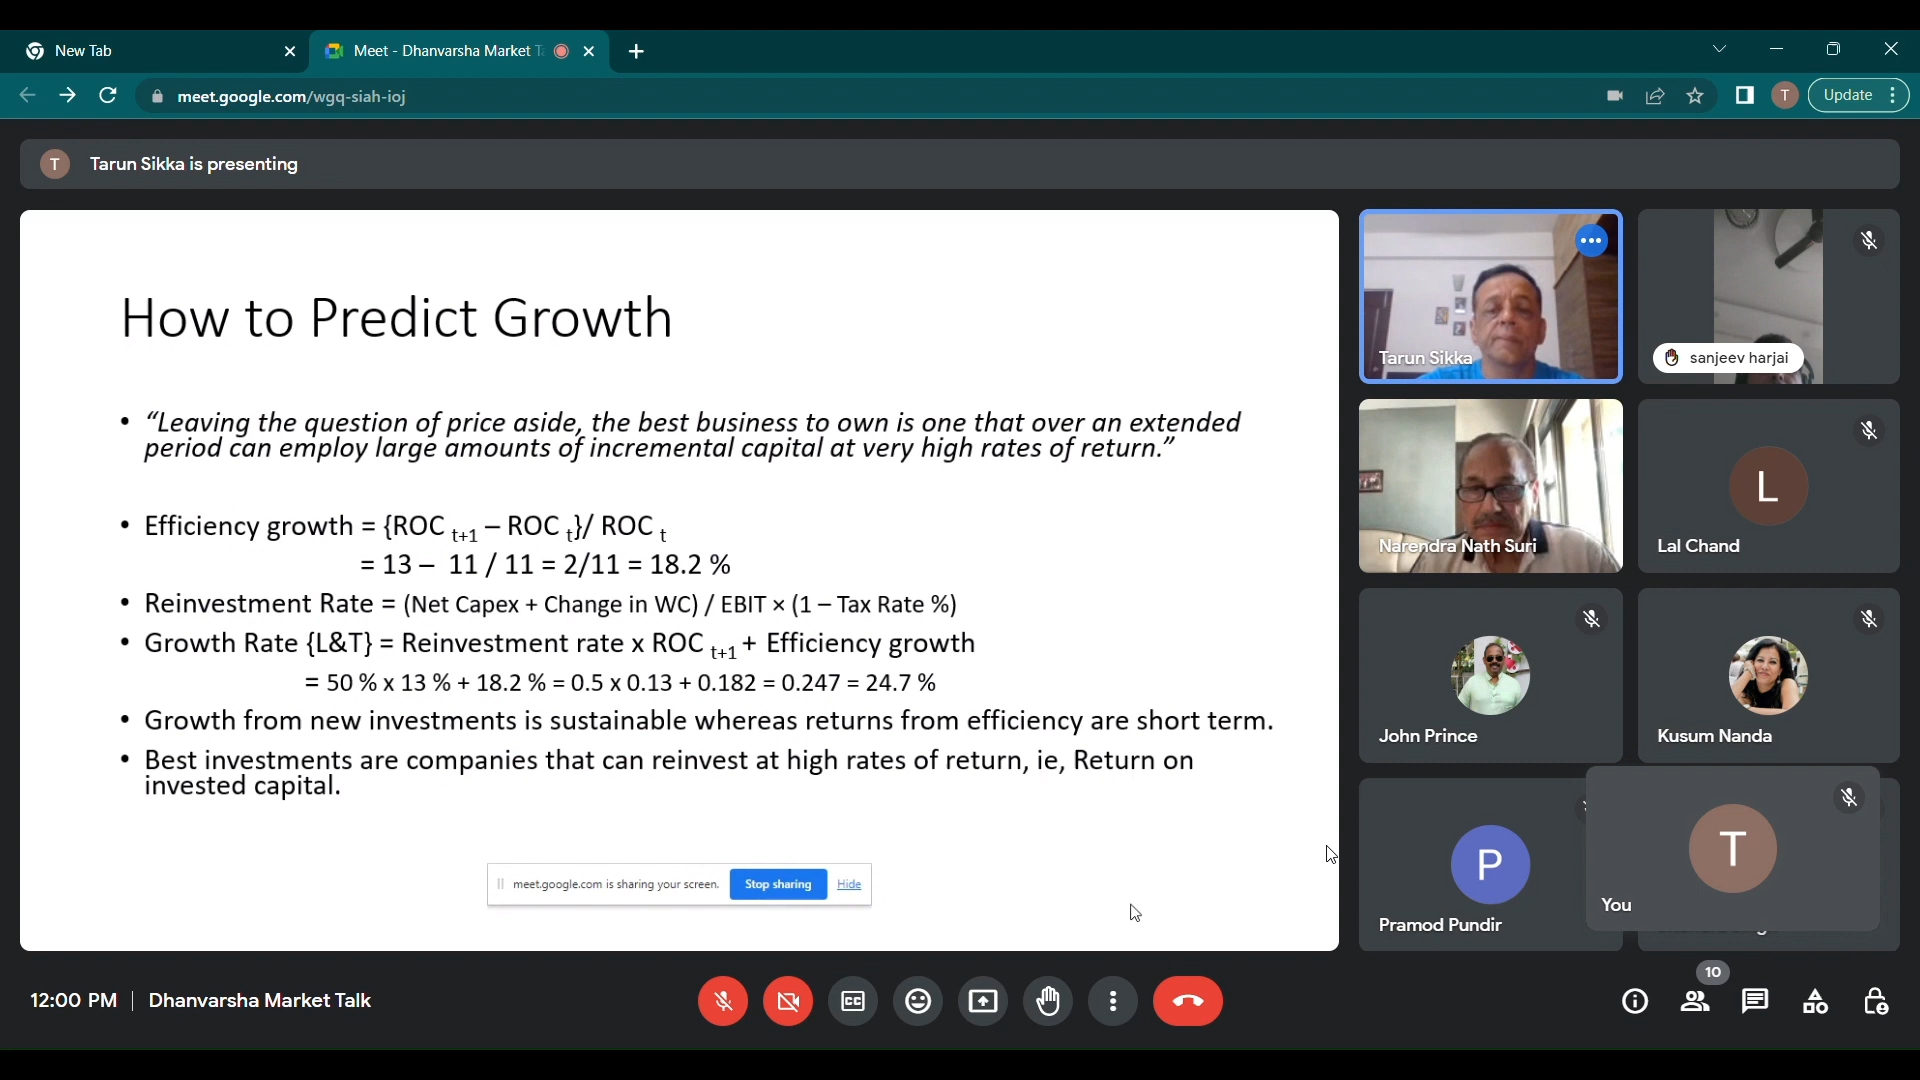 New Tab
Meet - Dhanvarsha Market
meet.google.com/wgq-siah-ioj
T
Update
T
Tarun Sikka is presenting
How to Predict Growth
• “Leaving the question of price aside, the best business to own is one that over an extended
period can employ large amounts of incremental capital at very high rates of return.”
• Efficiency growth = {ROC t+1 – ROC t}/ ROC t
= 13 – 11 / 11 = 2/11 = 18.2 %
• Reinvestment Rate = (Net Capex + Change in WC) / EBIT × (1 – Tax Rate %)
• Growth Rate {L&T} = Reinvestment rate x ROC t+1 + Efficiency growth
= 50 % x 13 % + 18.2 % = 0.5 x 0.13 + 0.182 = 0.247 = 24.7 %
• Growth from new investments is sustainable whereas returns from efficiency are short term.
• Best investments are companies that can reinvest at high rates of return, ie, Return on
invested capital.
meet.google.com is sharing your screen. Stop sharing Hide
Tarun Sikka
sanjeev harjai
Narendra Nath Suri
L
Lal Chand
John Prince
Kusum Nanda
P
Pramod Pundir
T
You
12:00 PM | Dhanvarsha Market Talk
CC
10